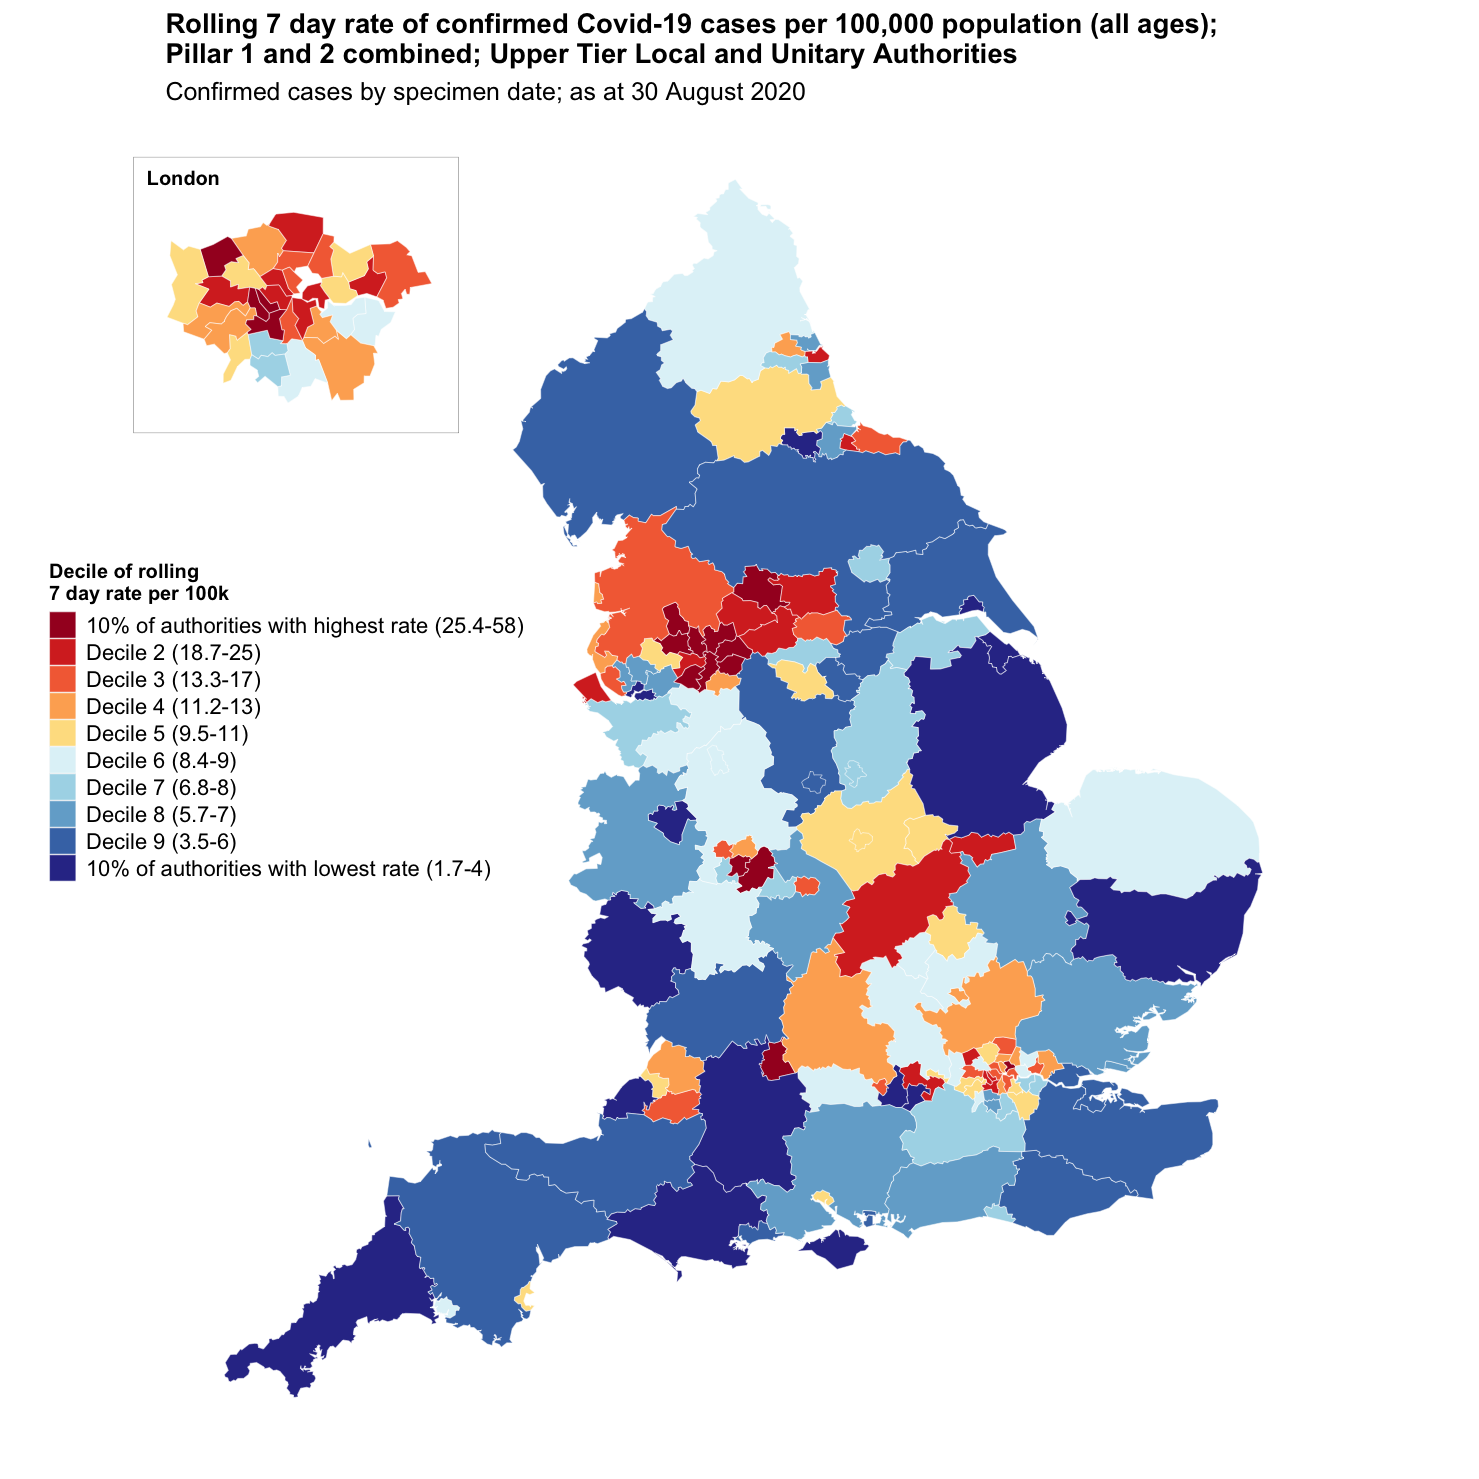 Rolling 7 day rate of confirmed Covid-19 cases per 100,000 population (all ages);
Pillar 1 and 2 combined; Upper Tier Local and Unitary Authorities
Confirmed cases by specimen date; as at 30 August 2020
London
Decile of rolling
7 day rate per 100k
10% of authorities with highest rate (25.4-58)
Decile 2 (18.7-25)
Decile 3 (13.3-17)
Decile 4 (11.2-13)
Decile 5 (9.5-11)
Decile 6 (8.4-9)
Decile 7 (6.8-8)
Decile 8 (5.7-7)
Decile 9 (3.5-6)
10% of authorities with lowest rate (1.7-4)